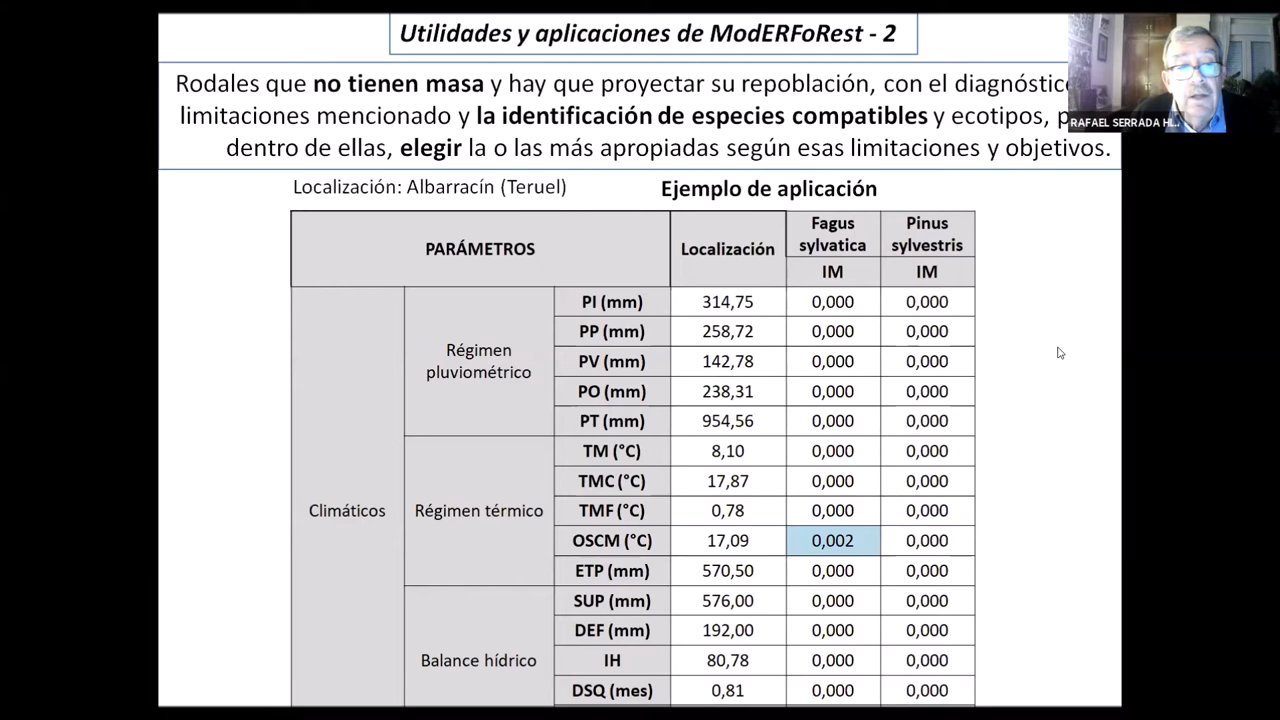 Utilidades y aplicaciones de ModERFoRest - 2
Rodales que no tienen masa y hay que proyectar su repoblación, con el
limitaciones mencionado y la identificación de especies compatibles y ecotipos,
dentro de ellas, elegir la o las más apropiadas según esas limitaciones y objetivos.
RAFAEL SERRADA HI...
Localización: Albarracín (Teruel) Ejemplo de aplicación
PARÁMETROS Localización Fagus sylvatica Pinus sylvestris
IM IM
Climáticos
Régimen pluviométrico
PI (mm) 314,75 0,000 0,000
PP (mm) 258,72 0,000 0,000
PV (mm) 142,78 0,000 0,000
PO (mm) 238,31 0,000 0,000
PT (mm) 954,56 0,000 0,000
Régimen térmico
TM (°C) 8,10 0,000 0,000
TMC (°C) 17,87 0,000 0,000
TMF (°C) 0,78 0,000 0,000
OSCM (°C) 17,09 0,002 0,000
ETP (mm) 570,50 0,000 0,000
Balance hídrico
SUP (mm) 576,00 0,000 0,000
DEF (mm) 192,00 0,000 0,000
IH 80,78 0,000 0,000
DSQ (mes) 0,81 0,000 0,000